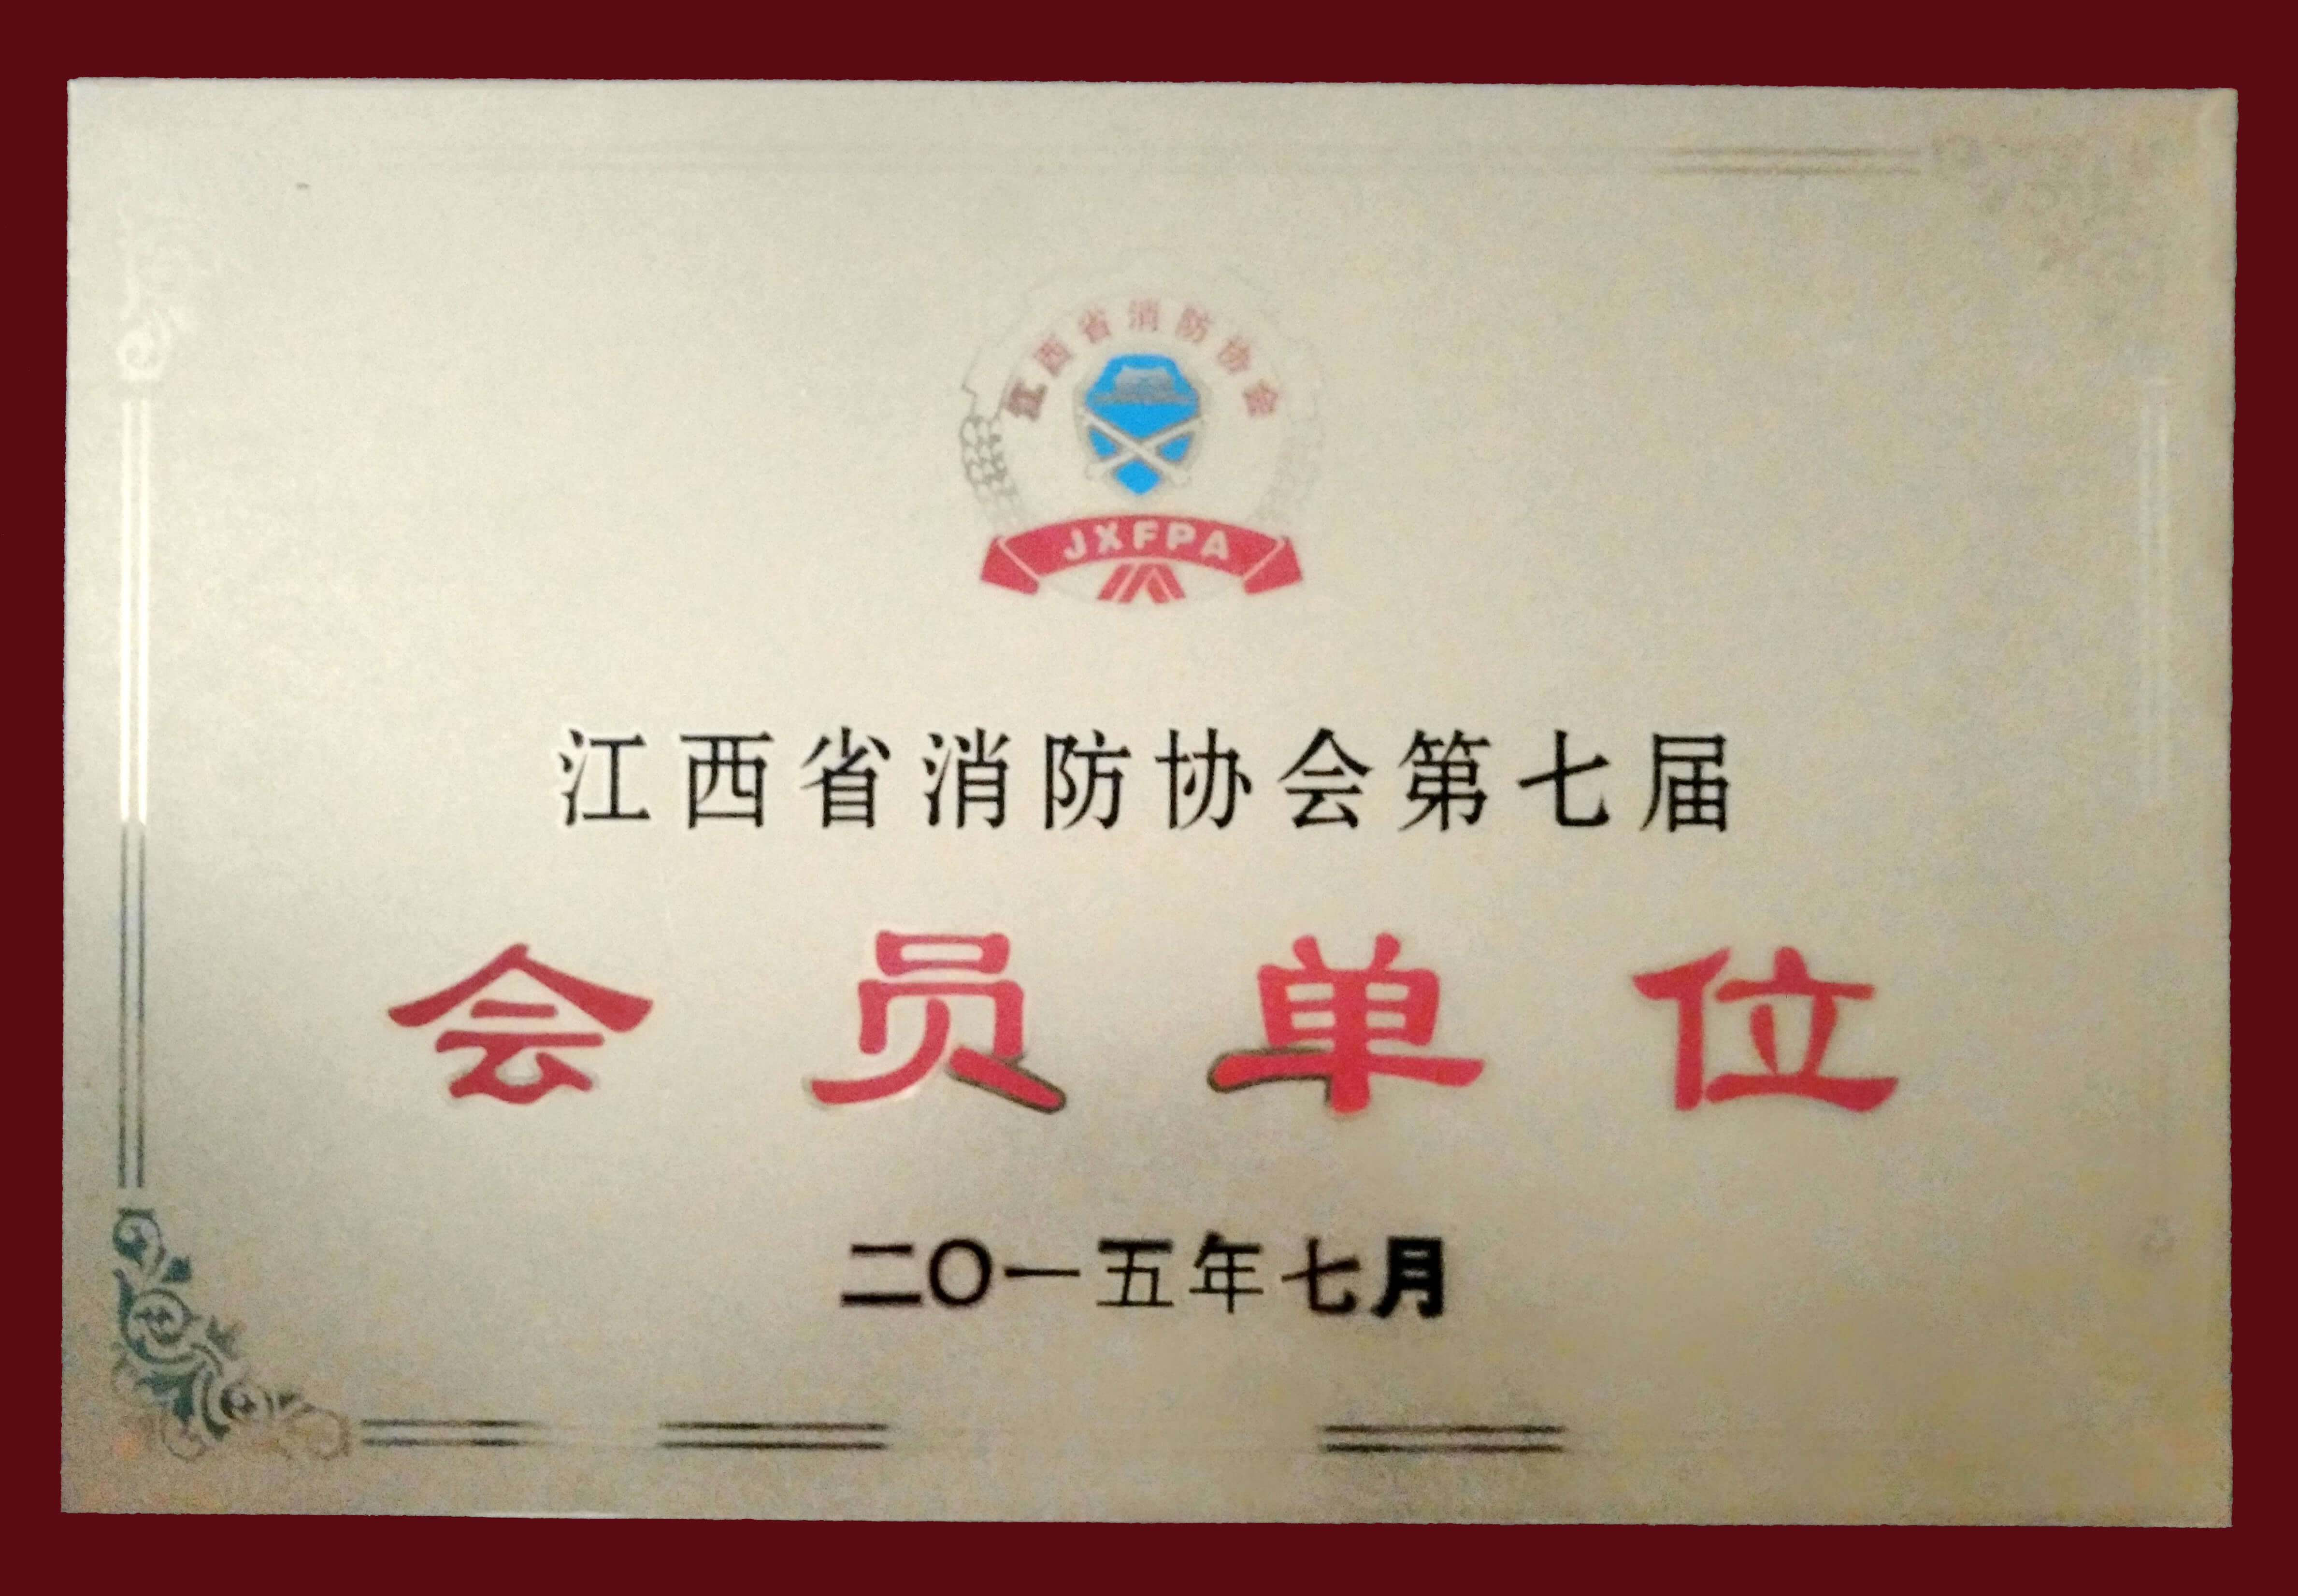 江西省消防协会
JXFPA
江西省消防协会第七届
会员单位
二〇一五年七月